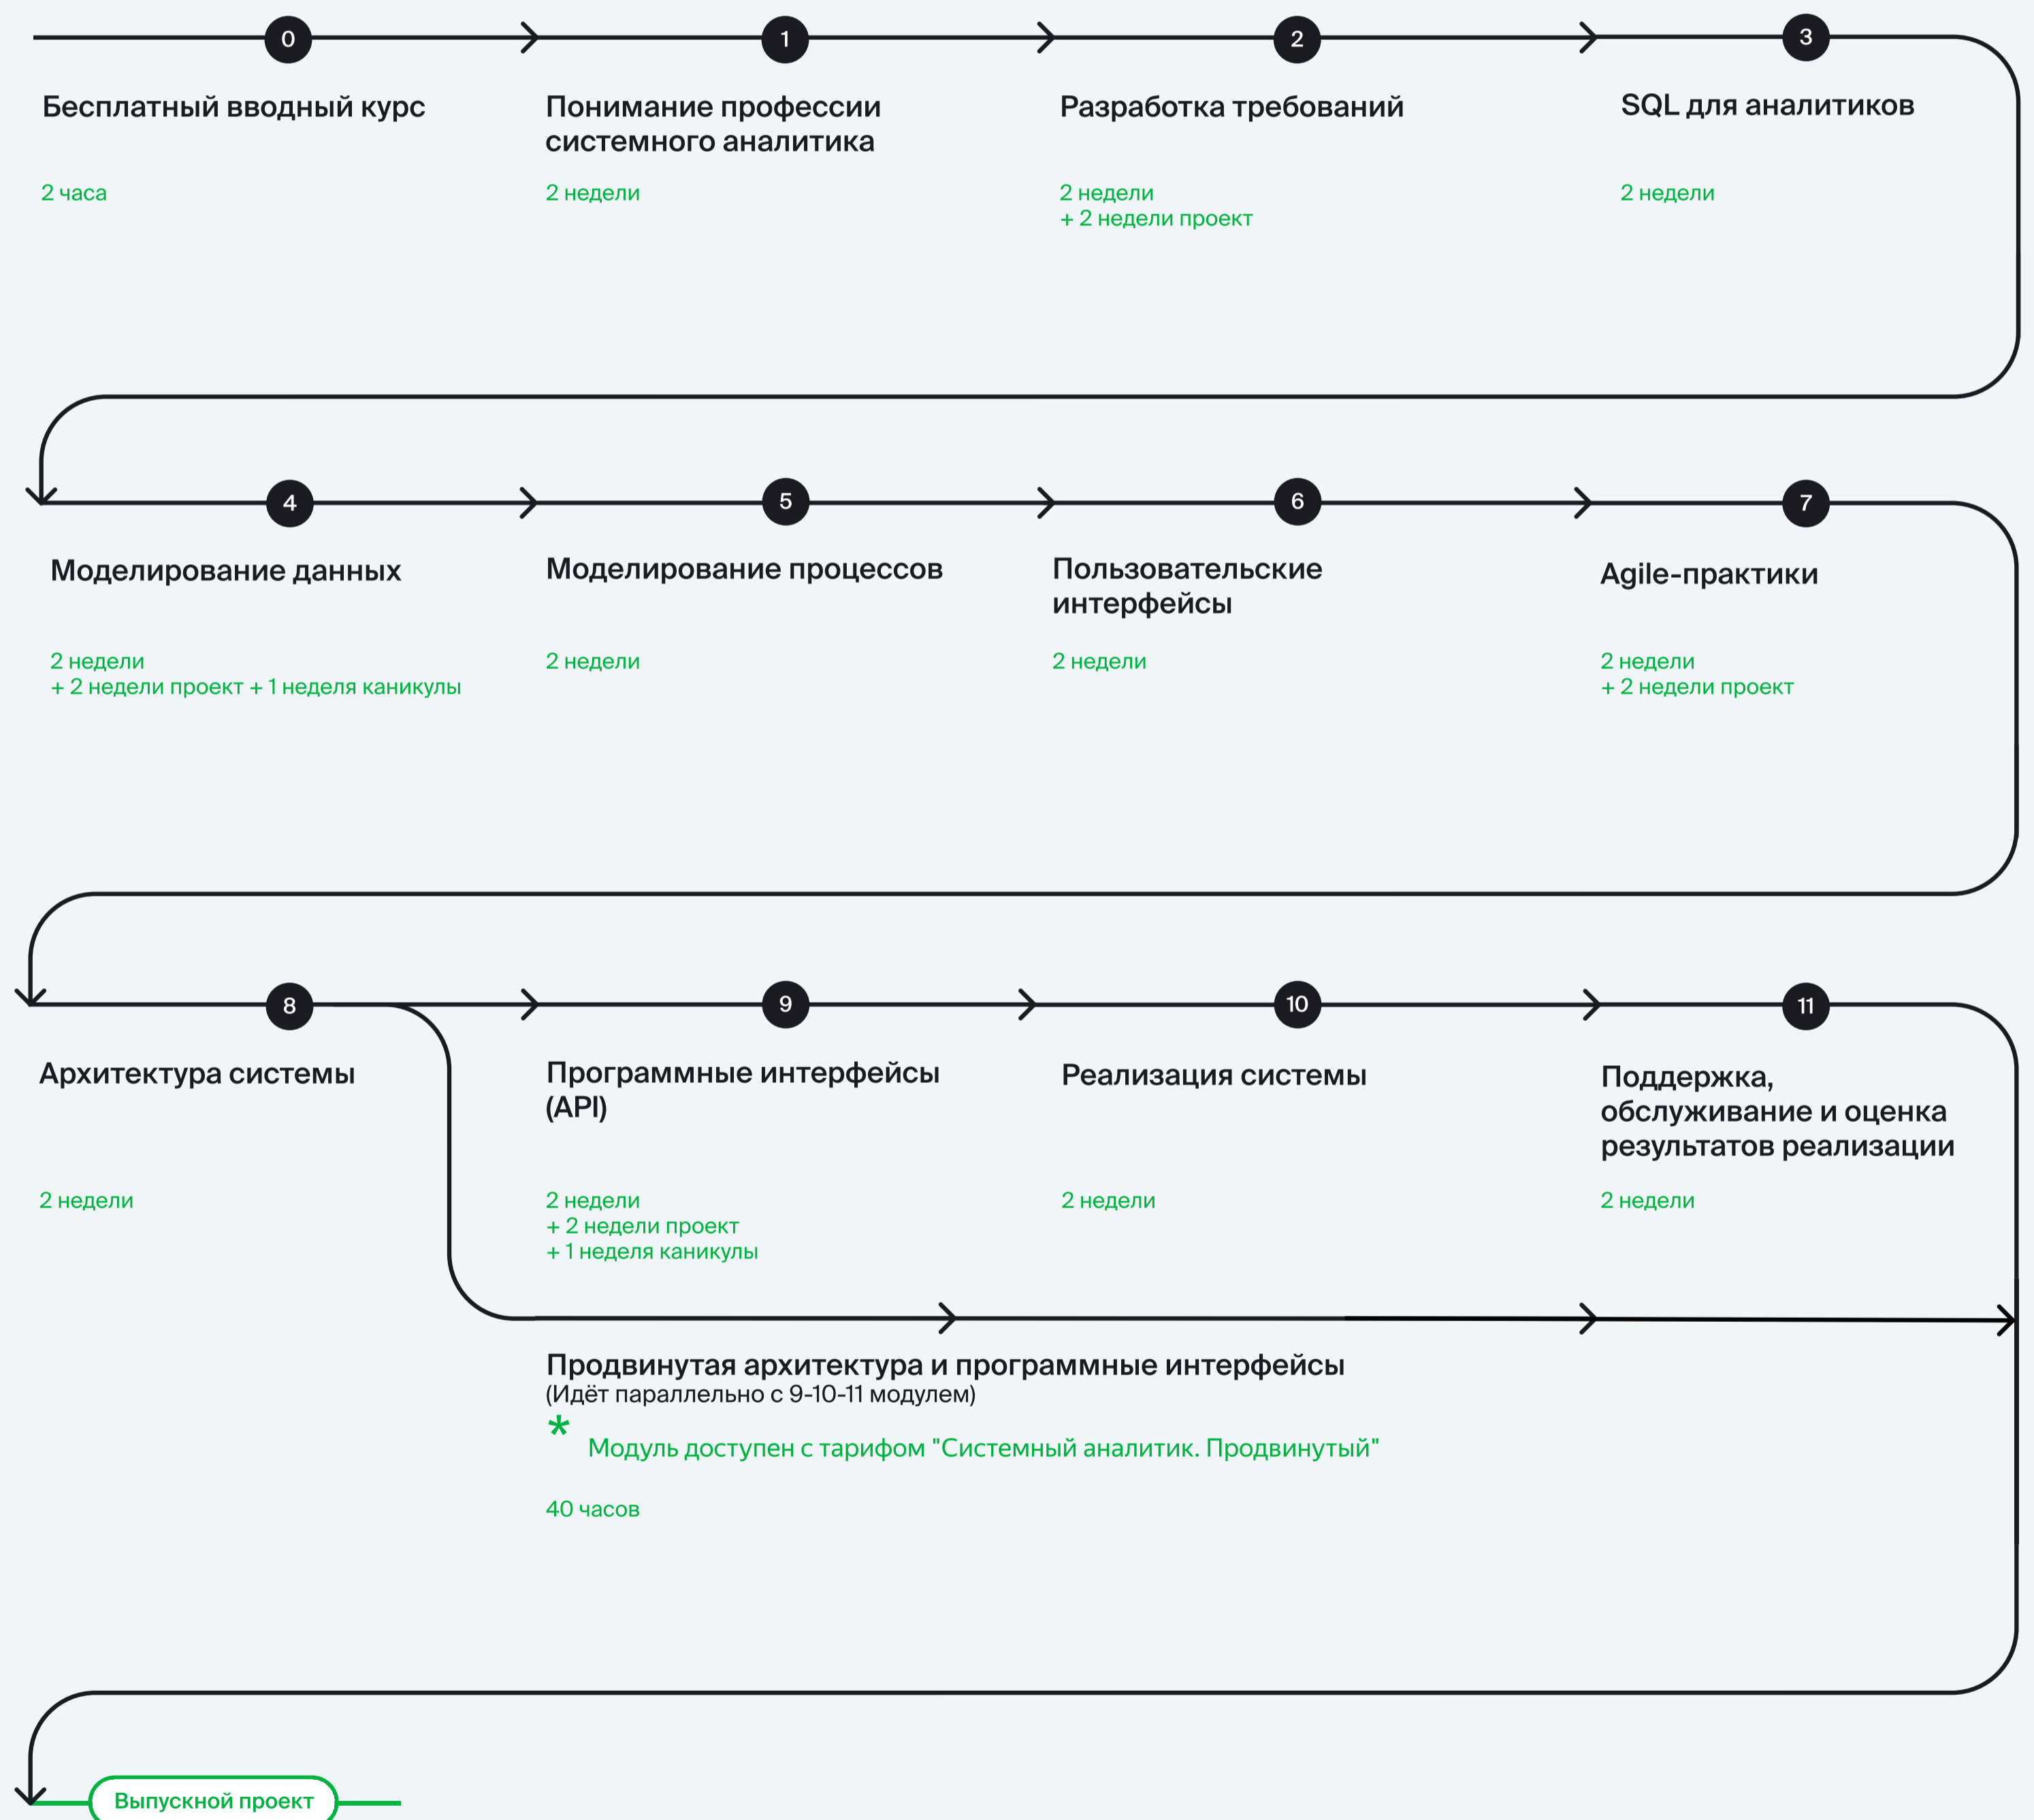 0
1
2
3
Бесплатный вводный курс
2 часа
Понимание профессии
системного аналитика
2 недели
Разработка требований
2 недели
+ 2 недели проект
SQL для аналитиков
2 недели
4
5
6
7
Моделирование данных
2 недели
+ 2 недели проект + 1 неделя каникулы
Моделирование процессов
2 недели
Пользовательские
интерфейсы
2 недели
Agile-практики
2 недели
+ 2 недели проект
8
9
10
11
Архитектура системы
2 недели
Программные интерфейсы
(API)
2 недели
+ 2 недели проект
+ 1 неделя каникулы
Реализация системы
2 недели
Поддержка,
обслуживание и оценка
результатов реализации
2 недели
Продвинутая архитектура и программные интерфейсы
(Идёт параллельно с 9-10-11 модулем)
* Модуль доступен с тарифом "Системный аналитик. Продвинутый"
40 часов
Выпускной проект